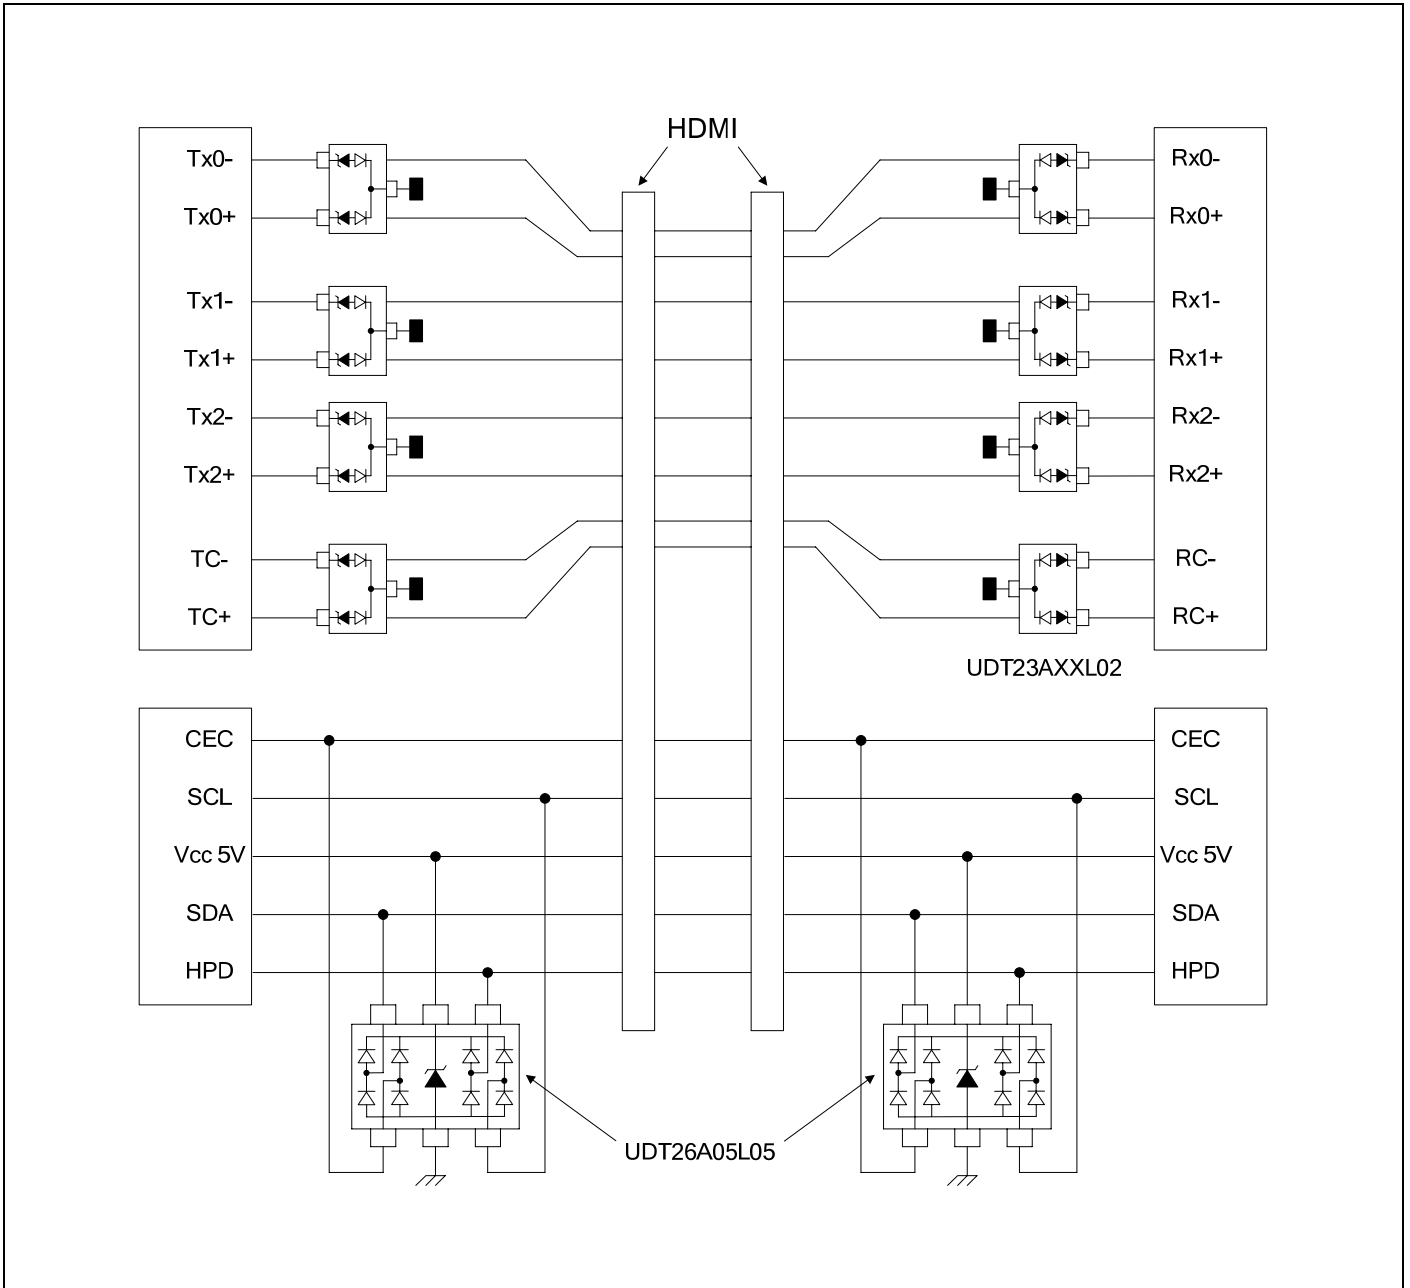 HDMI
Tx0-
Tx0+
Tx1-
Tx1+
Tx2-
Tx2+
TC-
TC+
Rx0-
Rx0+
Rx1-
Rx1+
Rx2-
Rx2+
RC-
RC+
UDT23AXXL02
CEC
SCL
Vcc 5V
SDA
HPD
CEC
SCL
Vcc 5V
SDA
HPD
UDT26A05L05